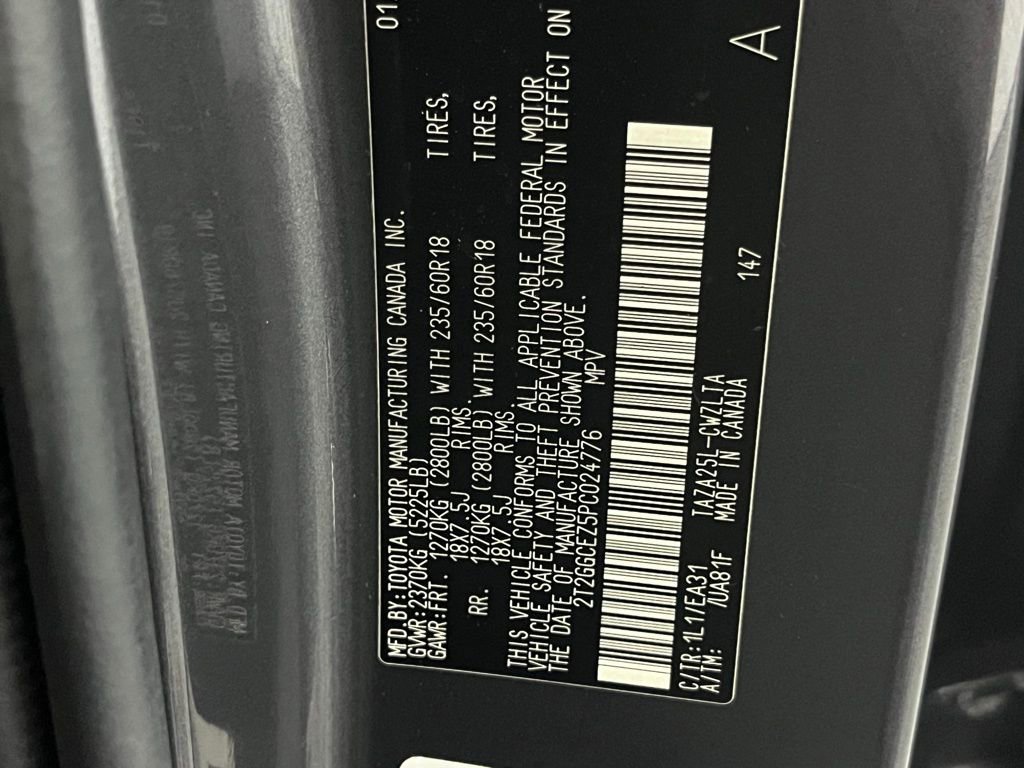 MFD.BY:TOYOTA MOTOR MANUFACTURING CANADA INC. 01
GVWR:2370KG (5225LB)
GAWR:FRT. 1270KG (2800LB) WITH 235/60R18 TIRES,
18X7.5J RIMS.
RR. 1270KG (2800LB) WITH 235/60R18 TIRES,
18X7.5J RIMS.
THIS VEHICLE CONFORMS TO ALL APPLICABLE FEDERAL MOTOR
VEHICLE SAFETY AND THEFT PREVENTION STANDARDS IN EFFECT ON
THE DATE OF MANUFACTURE SHOWN ABOVE.
2T2GGCEZ5PC024776 MPV
C/TR:1L1/EA31 TAZA25L-CWZLTA
A/TM: /UA81F MADE IN CANADA
147
A